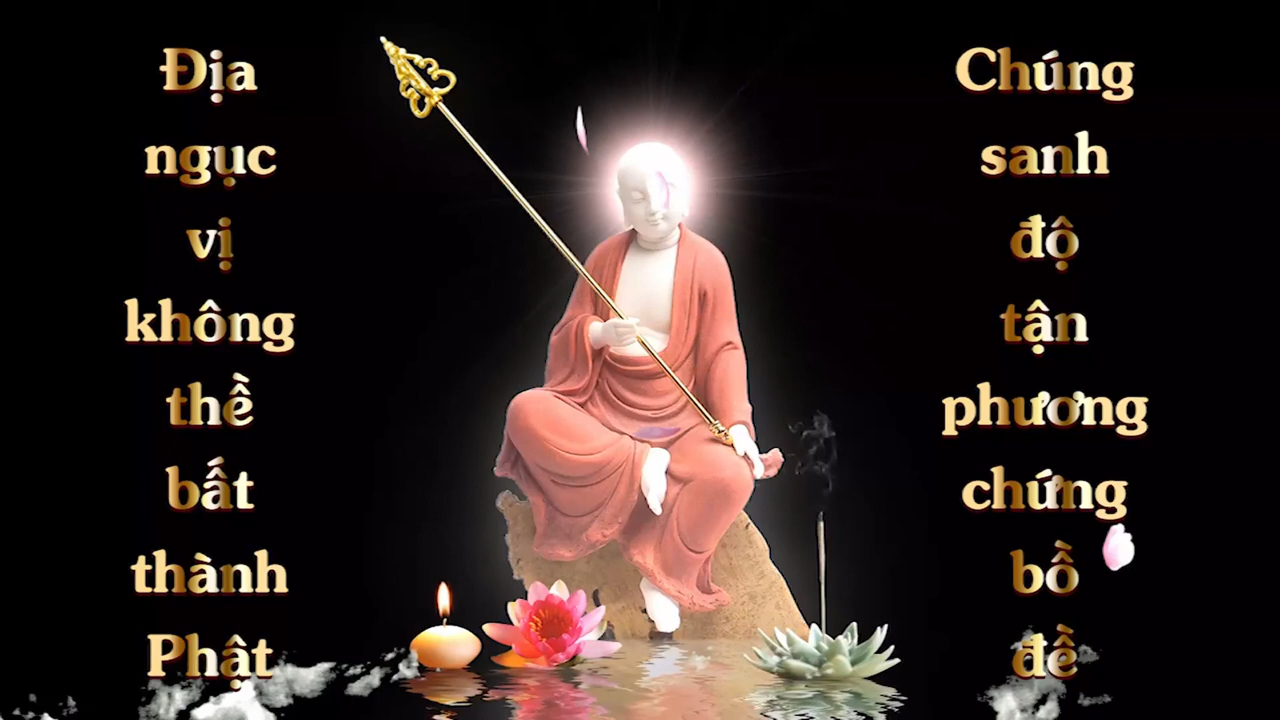 Địa
ngục
vị
không
thề
bất
thành
Phật
Chúng
sanh
độ
tận
phương
chứng
bồ
đề